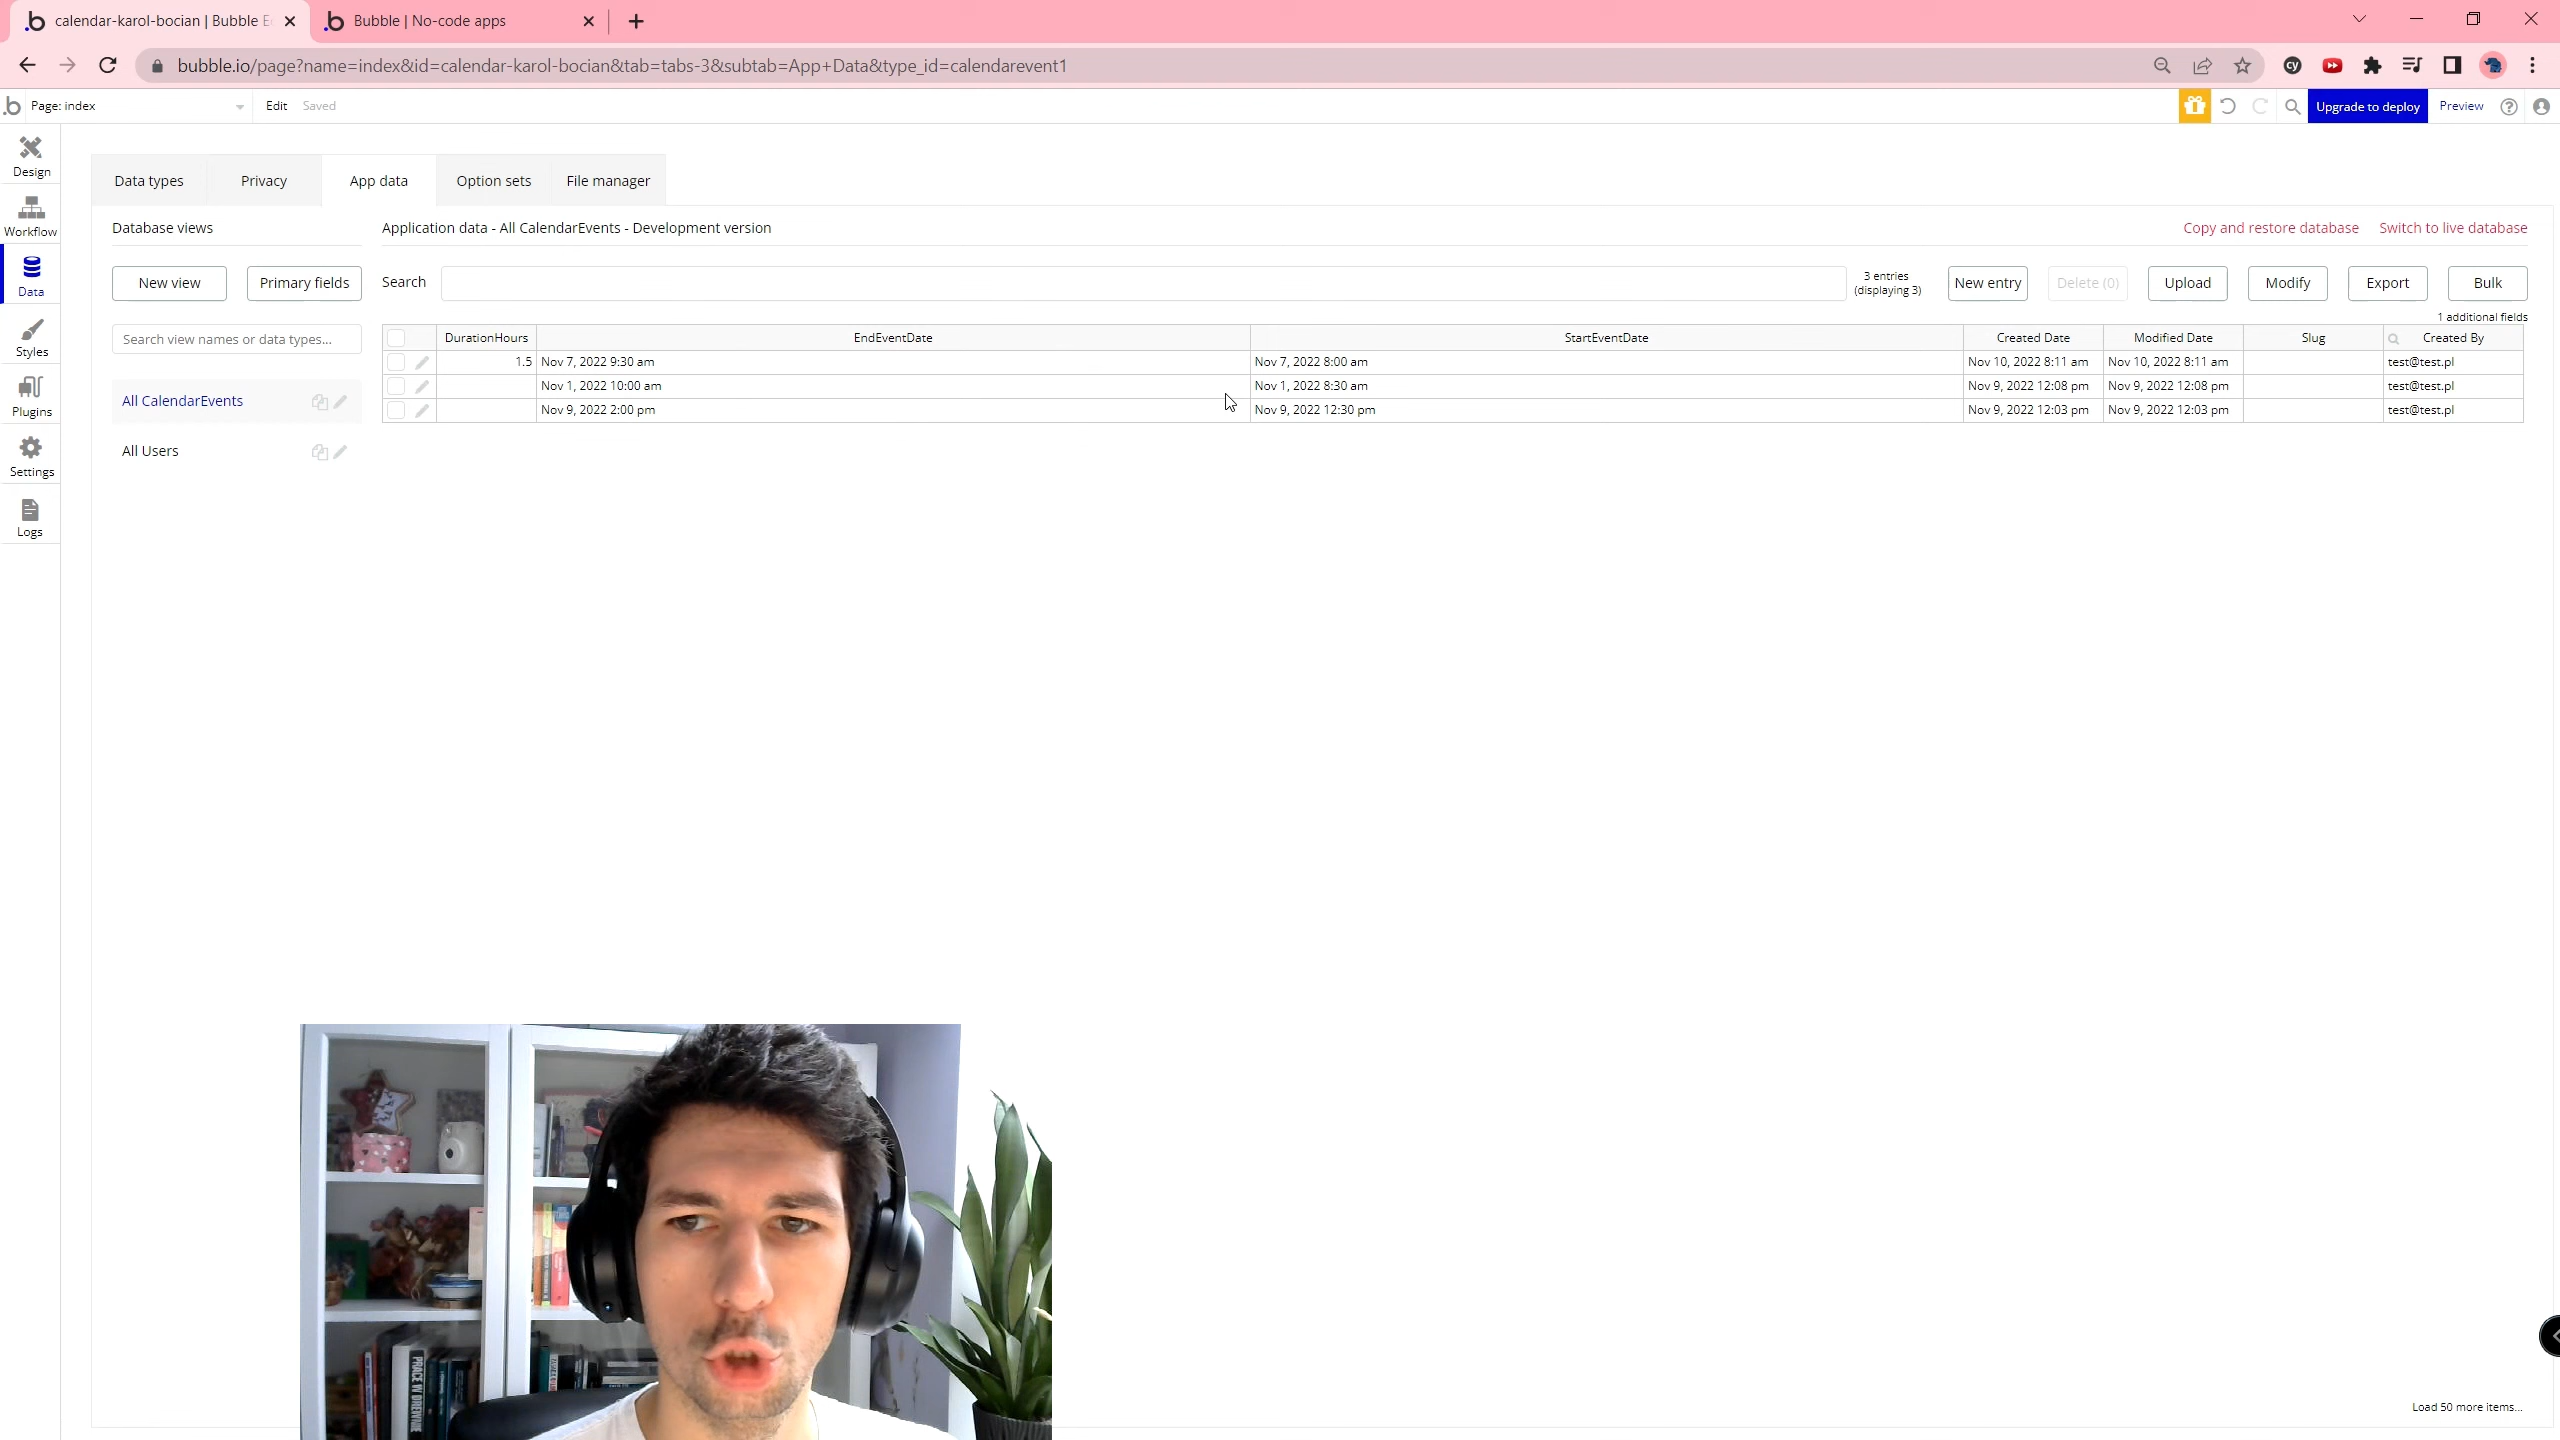 calendar-karol-bocian | Bubble E
Bubble | No-code apps
bubble.io/page?name=index&id=calendar-karol-bocian&tab=tabs-3&subtab=App+Data&type_id=calendarevent1
Page: index
Edit
Saved
Upgrade to deploy
Preview
Design
Workflow
Data
Styles
Plugins
Settings
Logs
Data types
Privacy
App data
Option sets
File manager
Database views
New view
Primary fields
Search view names or data types...
All CalendarEvents
All Users
Application data - All CalendarEvents - Development version
Copy and restore database
Switch to live database
Search
3 entries
(displaying 3)
New entry
Delete (0)
Upload
Modify
Export
Bulk
1 additional fields
DurationHours EndEventDate StartEventDate Created Date Modified Date Slug Created By
1.5 Nov 7, 2022 9:30 am Nov 7, 2022 8:00 am Nov 10, 2022 8:11 am Nov 10, 2022 8:11 am test@test.pl
Nov 1, 2022 10:00 am Nov 1, 2022 8:30 am Nov 9, 2022 12:08 pm Nov 9, 2022 12:08 pm test@test.pl
Nov 9, 2022 2:00 pm Nov 9, 2022 12:30 pm Nov 9, 2022 12:03 pm Nov 9, 2022 12:03 pm test@test.pl
Load 50 more items...